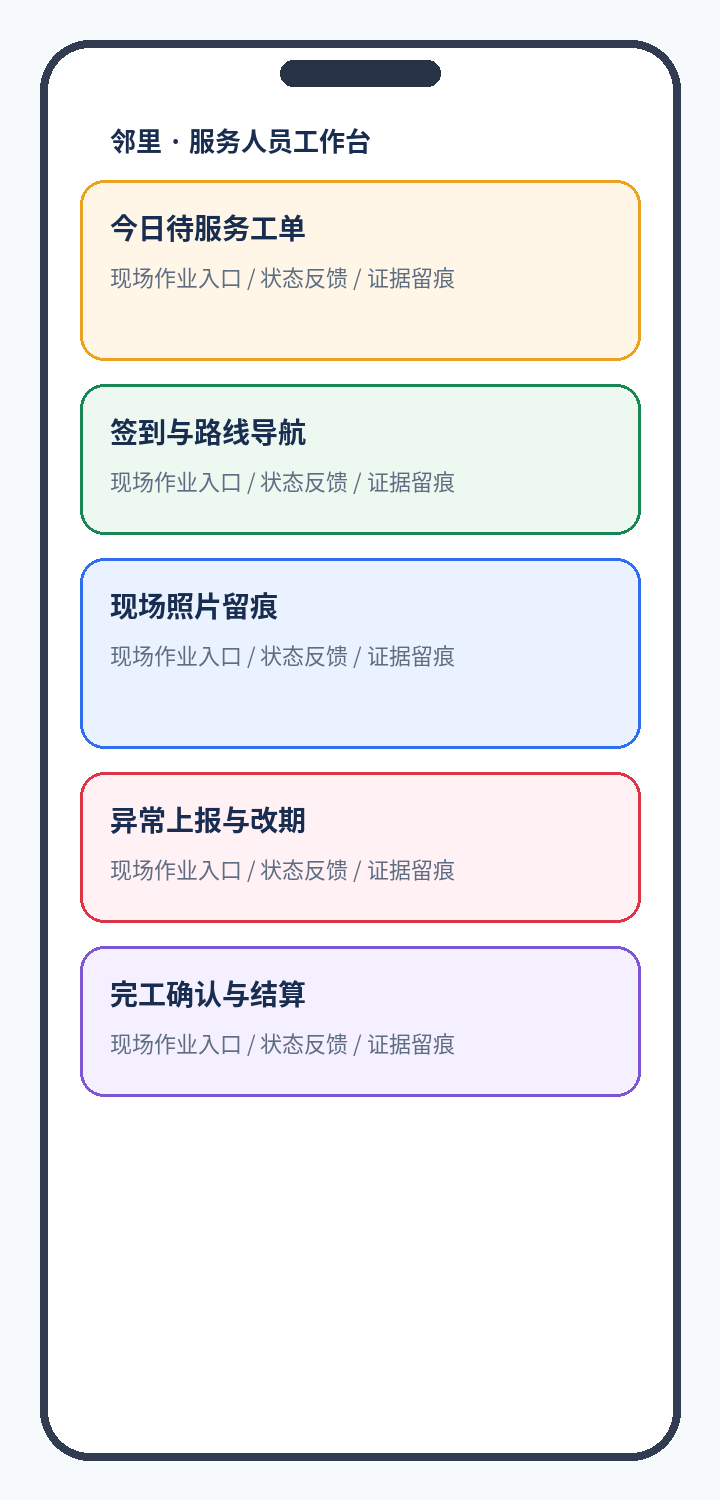 邻里 · 服务人员工作台
今日待服务工单
现场作业入口 / 状态反馈 / 证据留痕
签到与路线导航
现场作业入口 / 状态反馈 / 证据留痕
现场照片留痕
现场作业入口 / 状态反馈 / 证据留痕
异常上报与改期
现场作业入口 / 状态反馈 / 证据留痕
完工确认与结算
现场作业入口 / 状态反馈 / 证据留痕